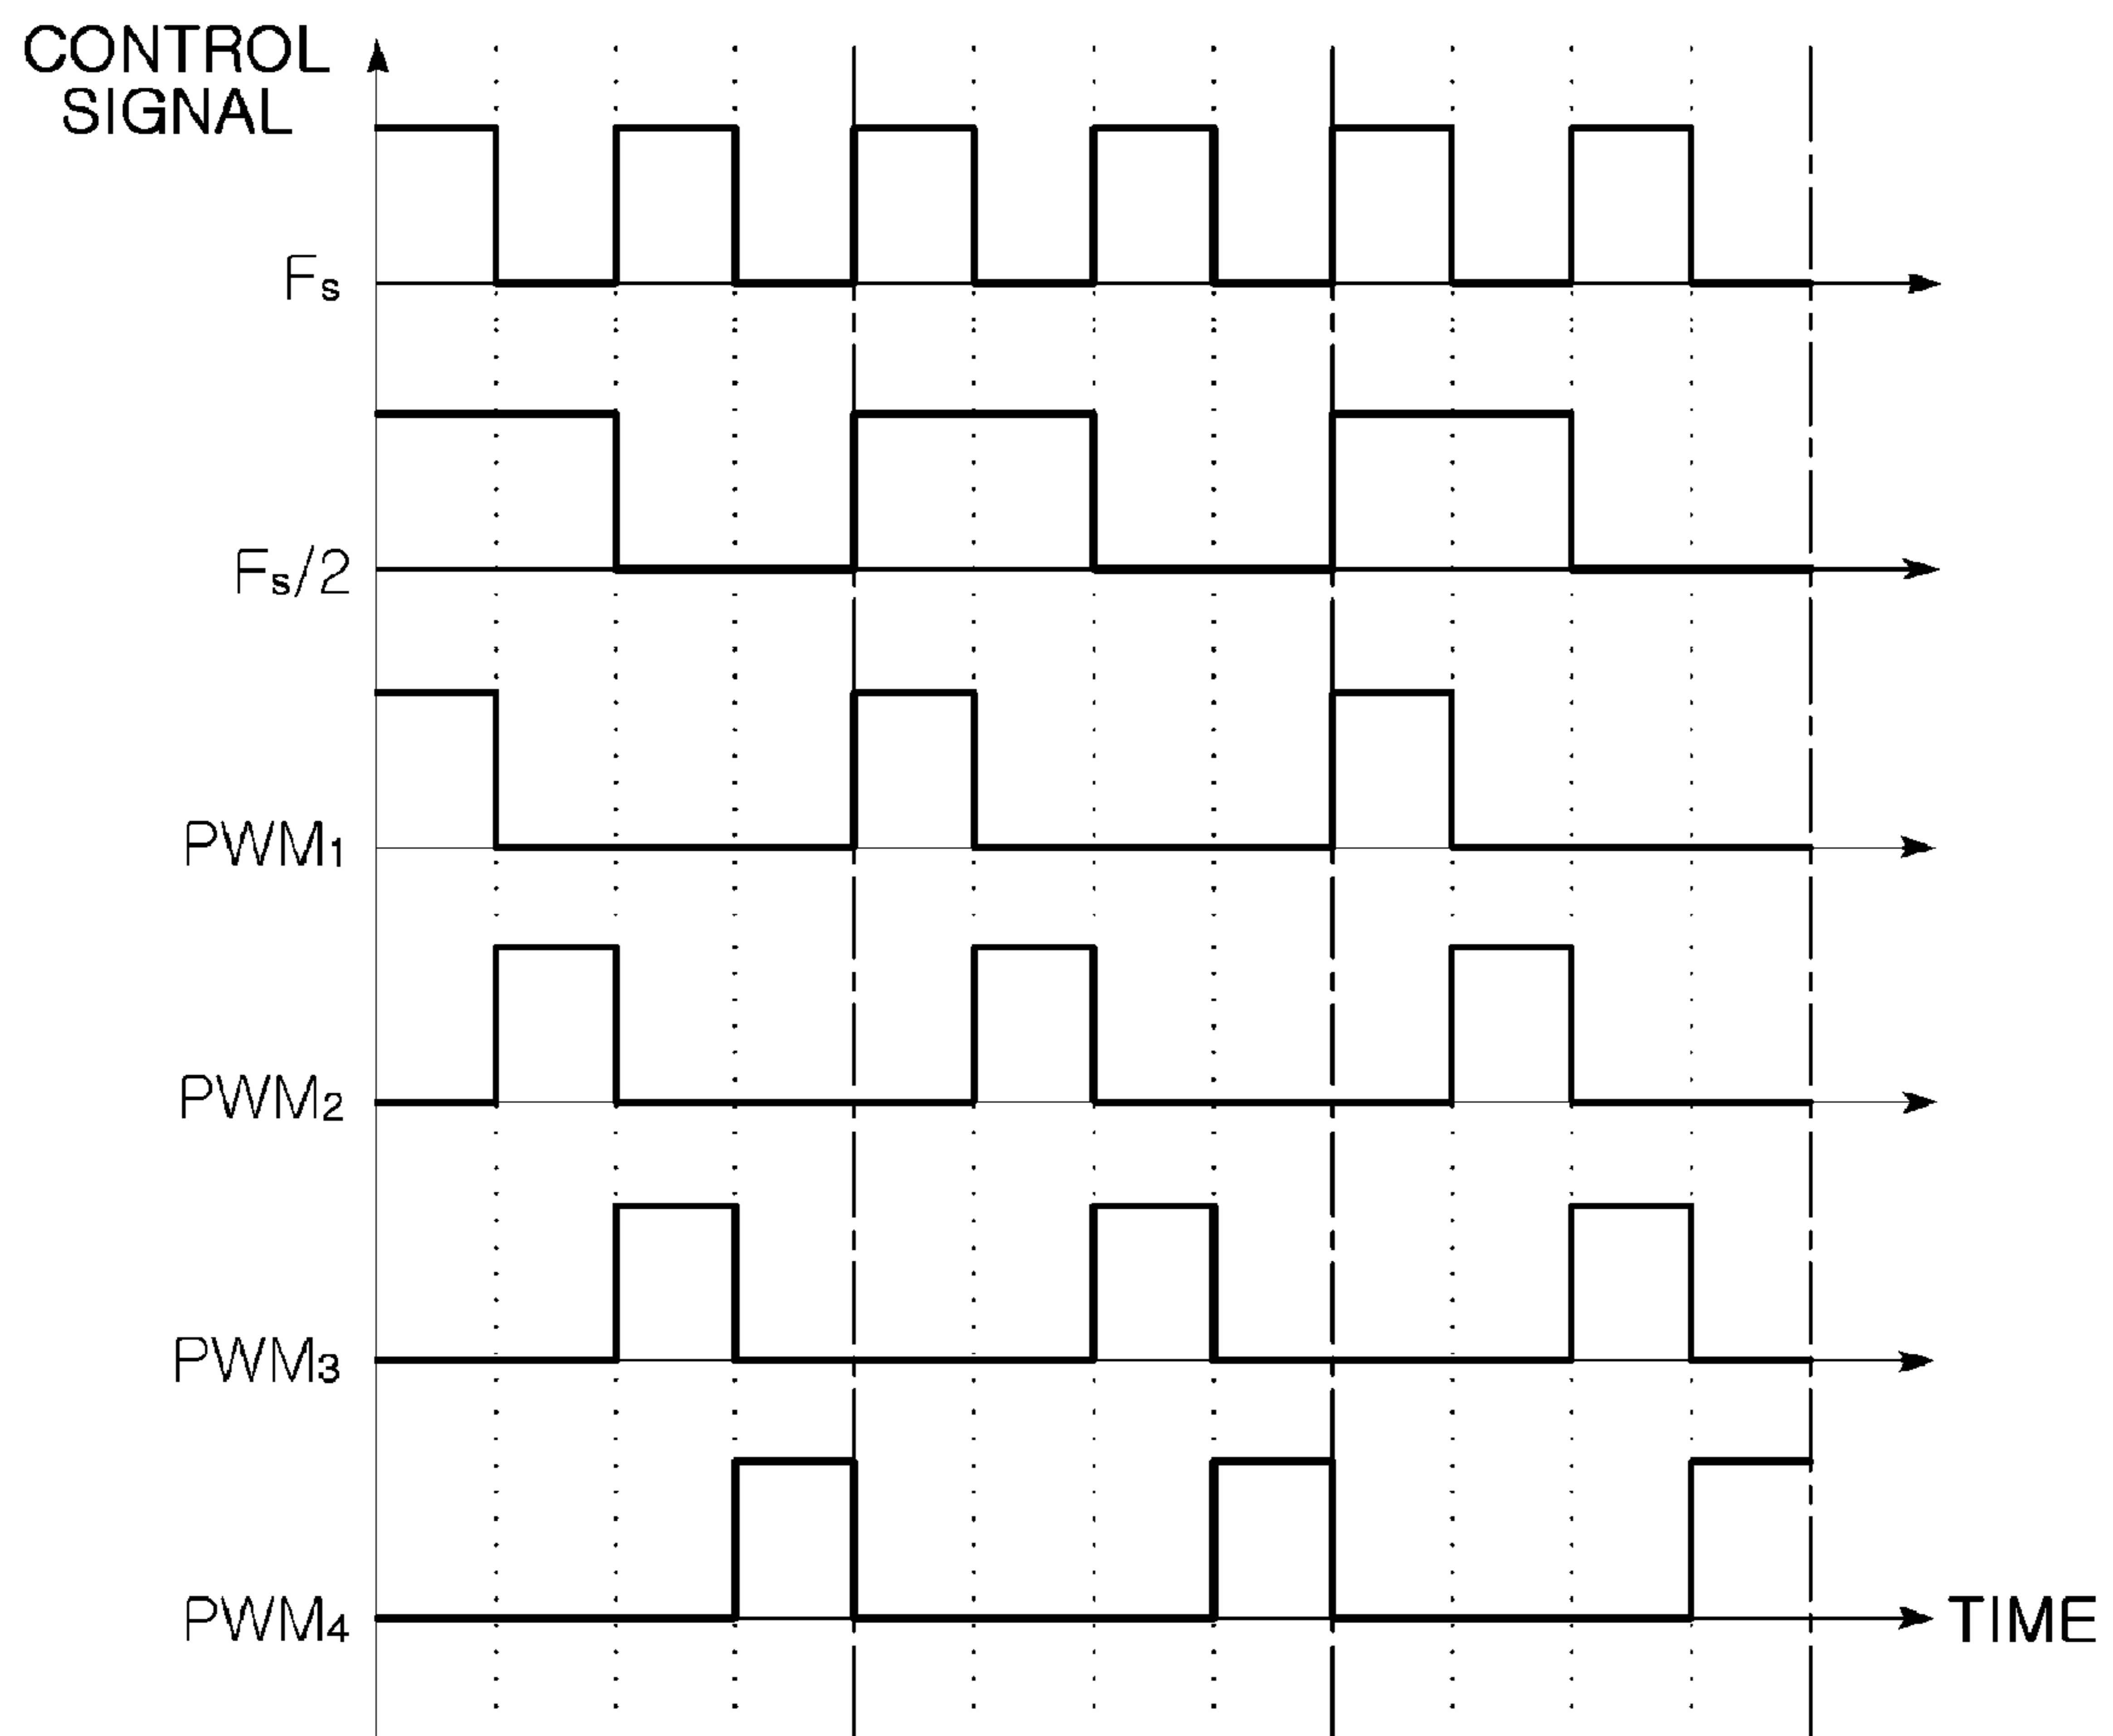 CONTROL
SIGNAL
Fs
Fs/2
PWM1
PWM2
PWM3
PWM4
TIME